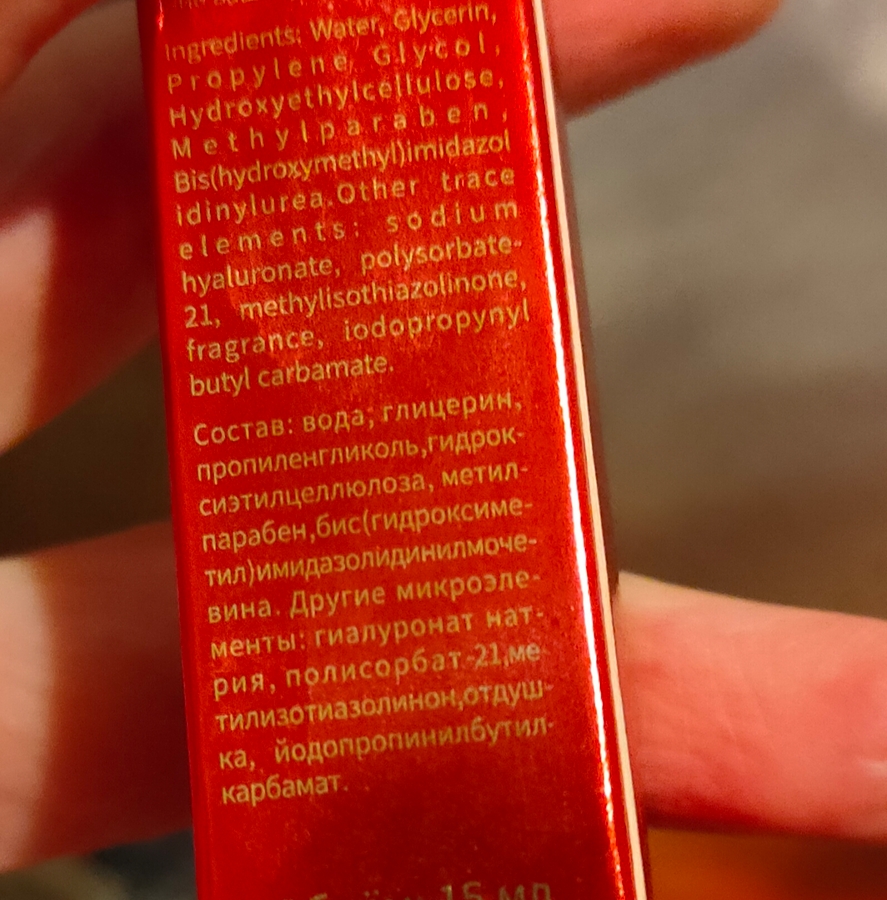 Ingredients: Water, Glycerin,
Propylene Glycol,
Hydroxyethylcellulose,
Methylparaben,
Bis(hydroxymethyl)imidazol
idinylurea.Other trace
elements: sodium
hyaluronate, polysorbate-
21, methylisothiazolinone,
fragrance, iodopropynyl
butyl carbamate.
Состав: вода, глицерин,
пропиленгликоль,гидрок-
сиэтилцеллюлоза, метил-
парабен,бис(гидроксиме-
тил)имидазолидинилмоче-
вина. Другие микроэле-
менты: гиалуронат нат-
рия, полисорбат-21,ме-
тилизотиазолинон,отдуш-
ка, йодопропинилбутил-
карбамат.
15 мл